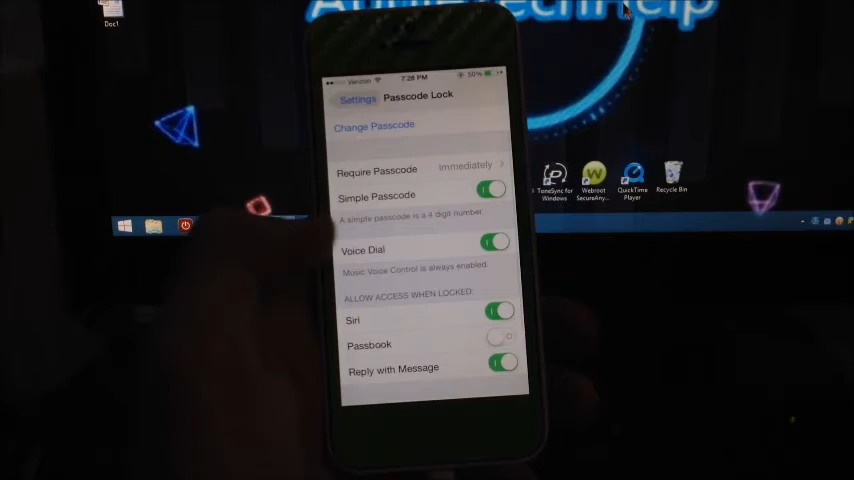 AppleTechHelp
Doc1
Verizon 7:28 PM 50%
Settings Passcode Lock
Change Passcode
Require Passcode Immediately
Simple Passcode
A simple passcode is a 4 digit number.
Voice Dial
Music Voice Control is always enabled.
ALLOW ACCESS WHEN LOCKED:
Siri
Passbook
Reply with Message
TuneSync for
Windows
Webroot
SecureAny...
QuickTime
Player
Recycle Bin